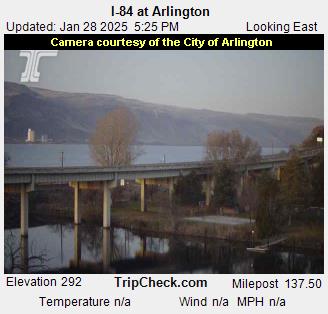 I-84 at Arlington
Updated: Jan 28 2025 5:25 PM Looking East
Camera courtesy of the City of Arlington
Elevation 292 TripCheck.com Milepost 137.50
Temperature n/a Wind n/a MPH n/a